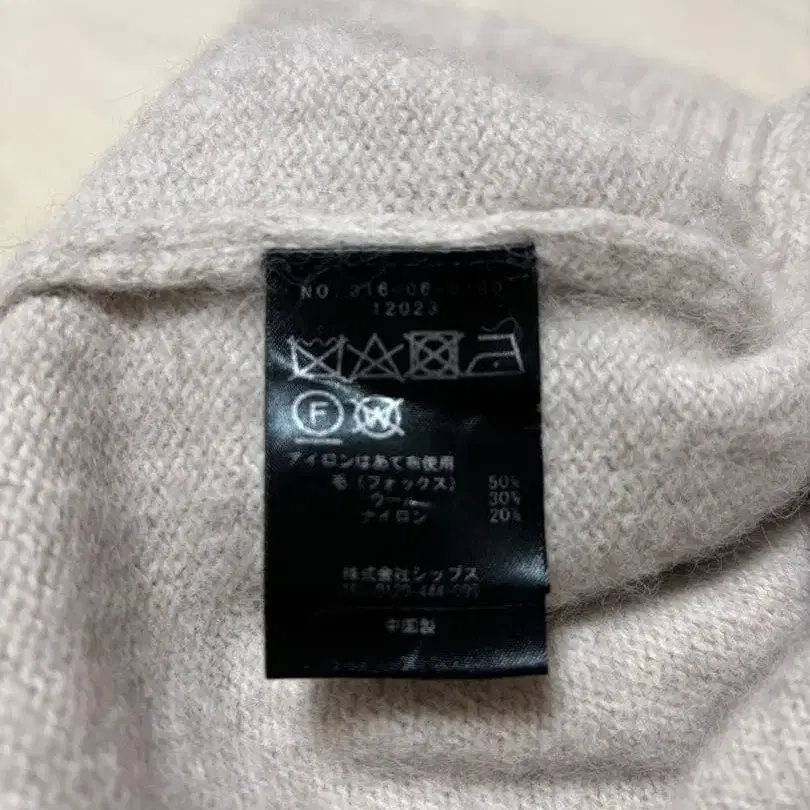 NO. 316-06-0180
12023
F W
アイロンはあて布使用
毛（フォックス） 50%
ウール 30%
ナイロン 20%
株式会社シップス
中国製